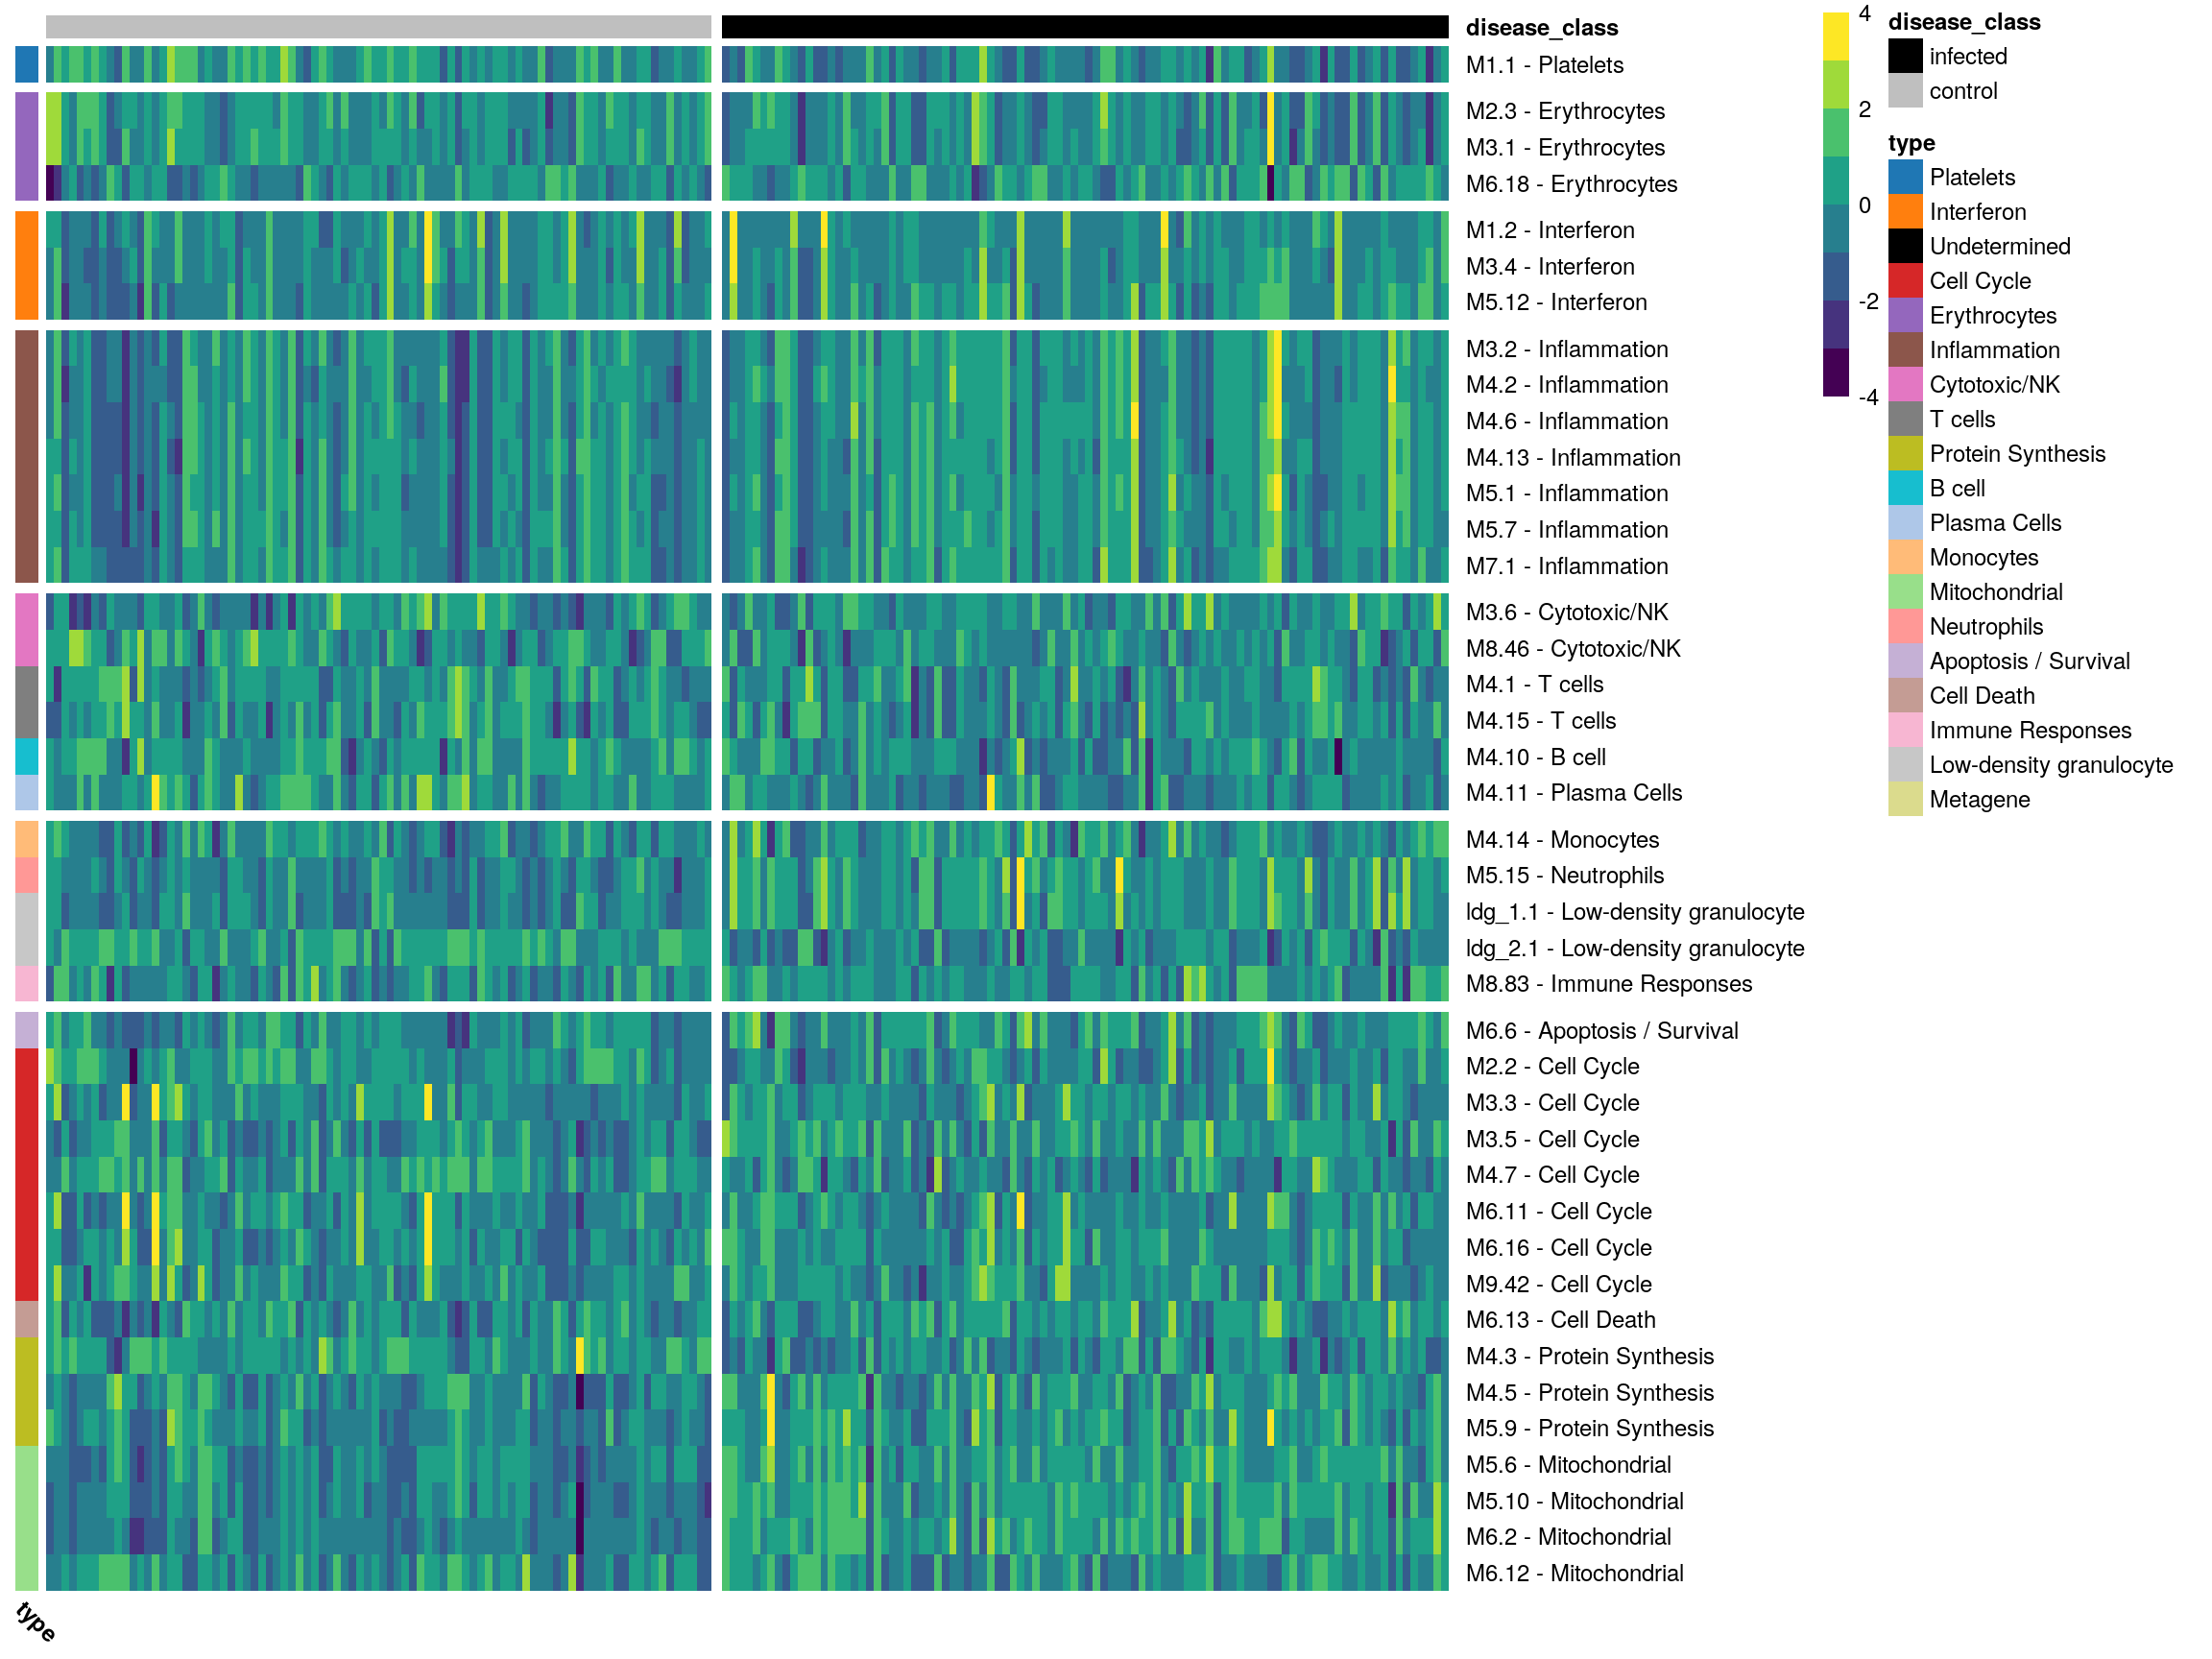 disease_class
M1.1 - Platelets
M2.3 - Erythrocytes
M3.1 - Erythrocytes
M6.18 - Erythrocytes
M1.2 - Interferon
M3.4 - Interferon
M5.12 - Interferon
M3.2 - Inflammation
M4.2 - Inflammation
M4.6 - Inflammation
M4.13 - Inflammation
M5.1 - Inflammation
M5.7 - Inflammation
M7.1 - Inflammation
M3.6 - Cytotoxic/NK
M8.46 - Cytotoxic/NK
M4.1 - T cells
M4.15 - T cells
M4.10 - B cell
M4.11 - Plasma Cells
M4.14 - Monocytes
M5.15 - Neutrophils
ldg_1.1 - Low-density granulocyte
ldg_2.1 - Low-density granulocyte
M8.83 - Immune Responses
M6.6 - Apoptosis / Survival
M2.2 - Cell Cycle
M3.3 - Cell Cycle
M3.5 - Cell Cycle
M4.7 - Cell Cycle
M6.11 - Cell Cycle
M6.16 - Cell Cycle
M9.42 - Cell Cycle
M6.13 - Cell Death
M4.3 - Protein Synthesis
M4.5 - Protein Synthesis
M5.9 - Protein Synthesis
M5.6 - Mitochondrial
M5.10 - Mitochondrial
M6.2 - Mitochondrial
M6.12 - Mitochondrial
type
4
2
0
-2
-4
disease_class
infected
control
type
Platelets
Interferon
Undetermined
Cell Cycle
Erythrocytes
Inflammation
Cytotoxic/NK
T cells
Protein Synthesis
B cell
Plasma Cells
Monocytes
Mitochondrial
Neutrophils
Apoptosis / Survival
Cell Death
Immune Responses
Low-density granulocyte
Metagene